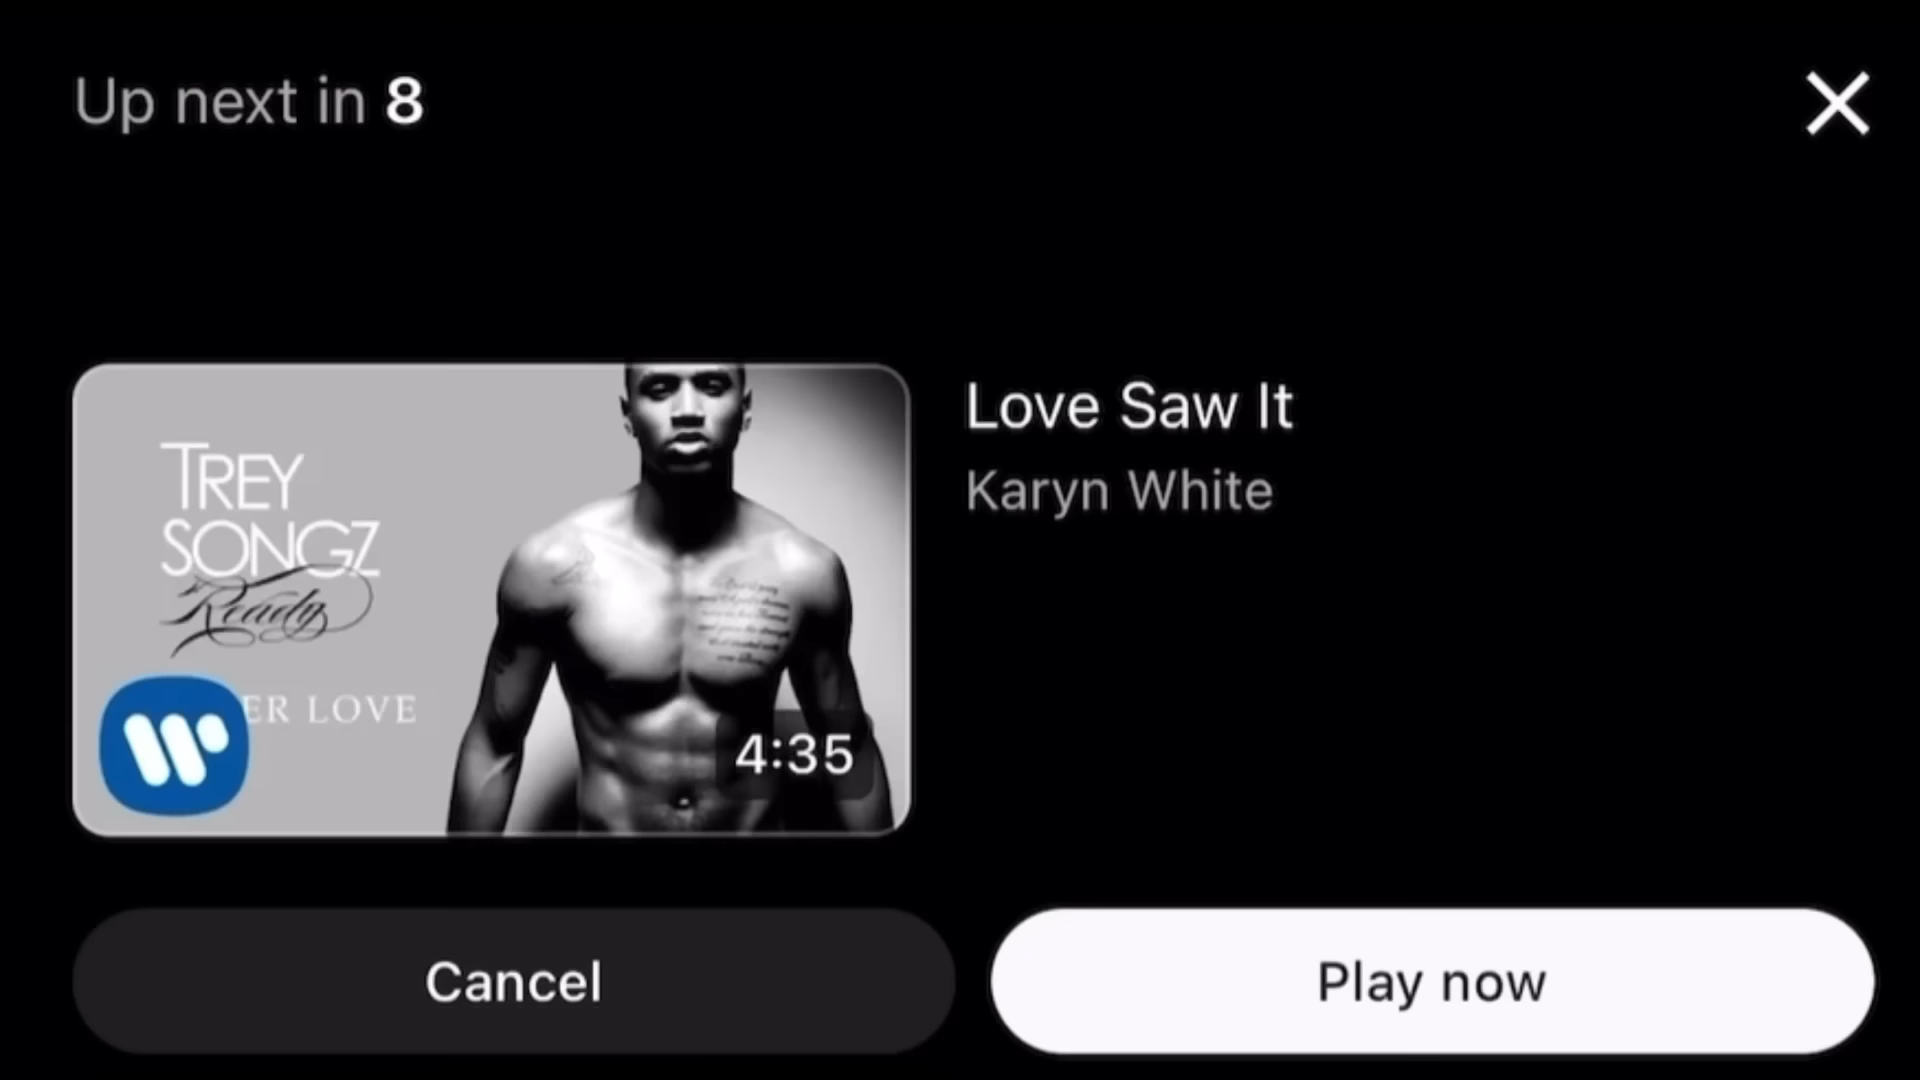 Up next in 8
TREY
SONGZ
Ready
ER LOVE
4:35
Love Saw It
Karyn White
Cancel
Play now